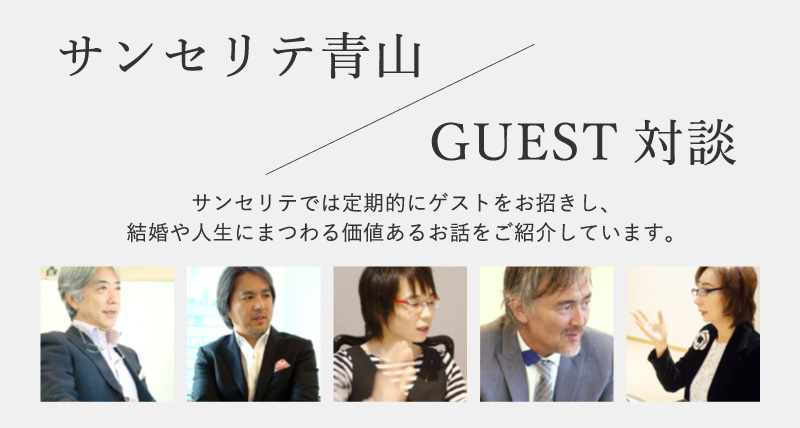 サンセリテ青山
GUEST 対談
サンセリテでは定期的にゲストをお招きし、
結婚や人生にまつわる価値あるお話をご紹介しています。